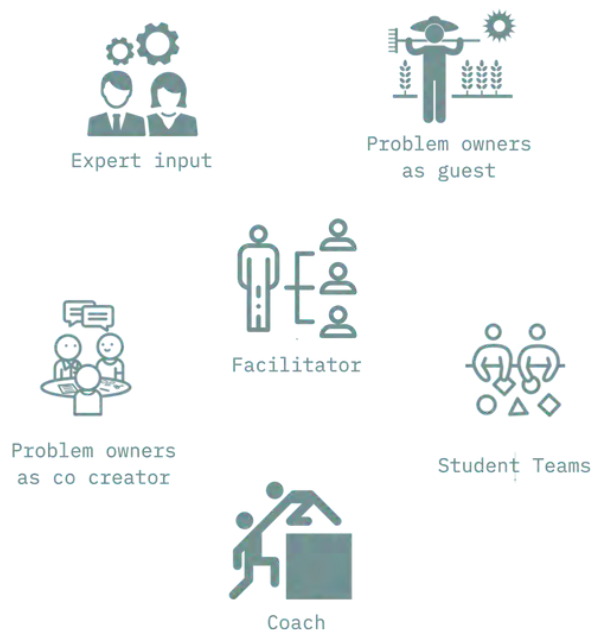 Expert input
Problem owners
as guest
Facilitator
Problem owners
as co creator
Student Teams
Coach